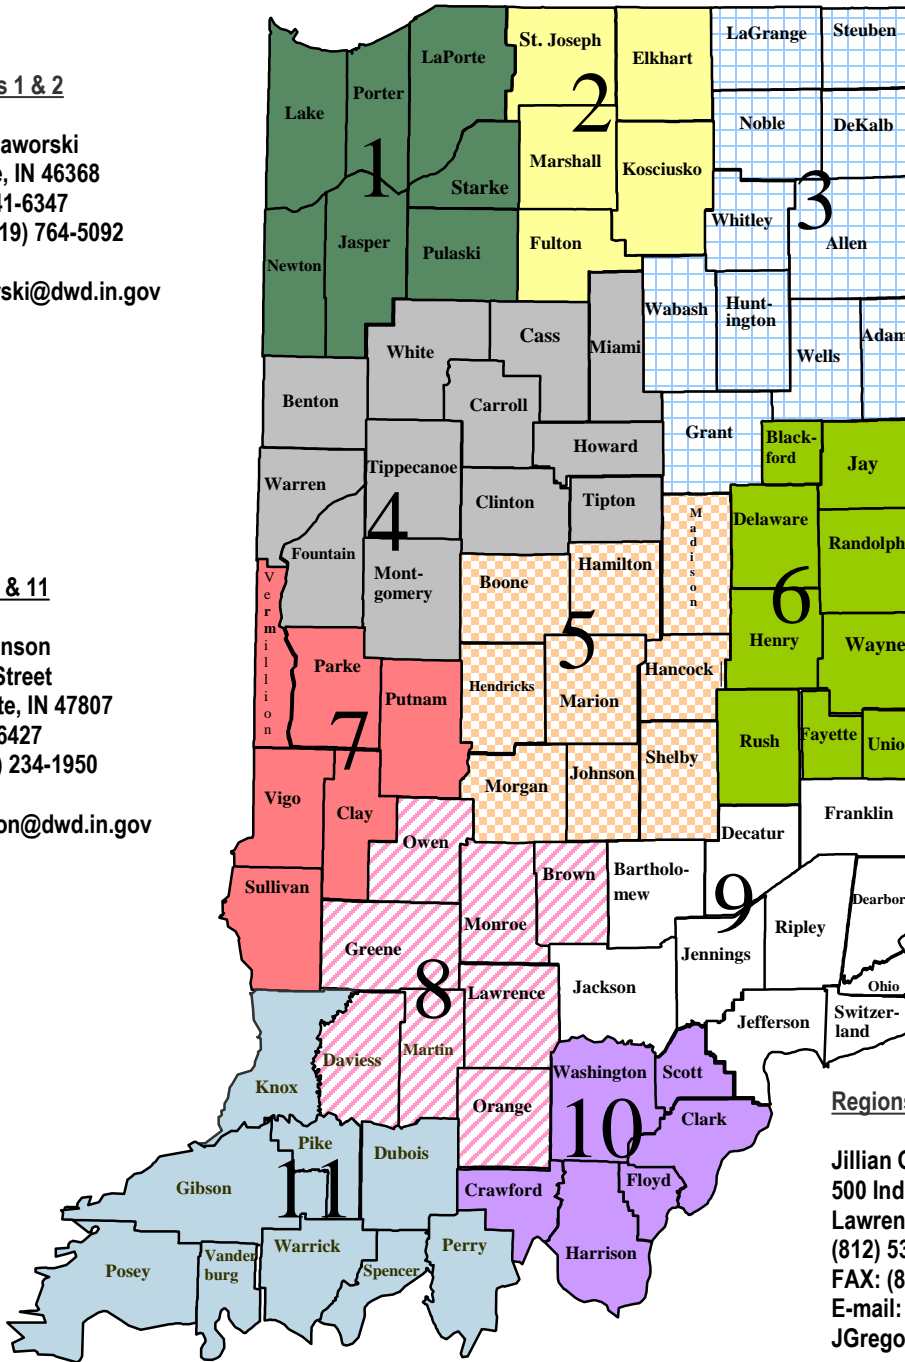 s 1 & 2
aworski
e, IN 46368
41-6347
19) 764-5092
rski@dwd.in.gov
& 11
nson
Street
te, IN 47807
6427
) 234-1950
on@dwd.in.gov
LaGrange
Steuben
St. Joseph
Elkhart
LaPorte
Porter
Lake
2
Noble
DeKalb
Marshall
Kosciusko
1
Starke
3
Whitley
Allen
Jasper
Fulton
Pulaski
Newton
Wabash
Hunt-
ington
Adam
Cass
Miami
White
Wells
Benton
Carroll
Grant
Black-
ford
Howard
Jay
Tippecanoe
Warren
Clinton
Tipton
Madison
Delaware
4
Randolph
Fountain
Hamilton
Mont-
gomery
Boone
Vermillion
6
5
Henry
Wayne
Parke
Hancock
Hendricks
Putnam
Marion
7
Rush
Fayette
Unio
Shelby
Johnson
Morgan
Vigo
Clay
Franklin
Decatur
Owen
Brown
Bartholo-
mew
Sullivan
9
Dearbor
Monroe
Ripley
Greene
Jennings
8
Lawrence
Jackson
Ohio
Jefferson
Switzer-
land
Daviess
Martin
Washington
Scott
Knox
Orange
10
Clark
Pike
Dubois
Gibson
11
Crawford
Floyd
Warrick
Perry
Harrison
Posey
Vander
burg
Spencer
Regions
Jillian G
500 Ind
Lawren
(812) 53
FAX: (8
E-mail:
JGrego